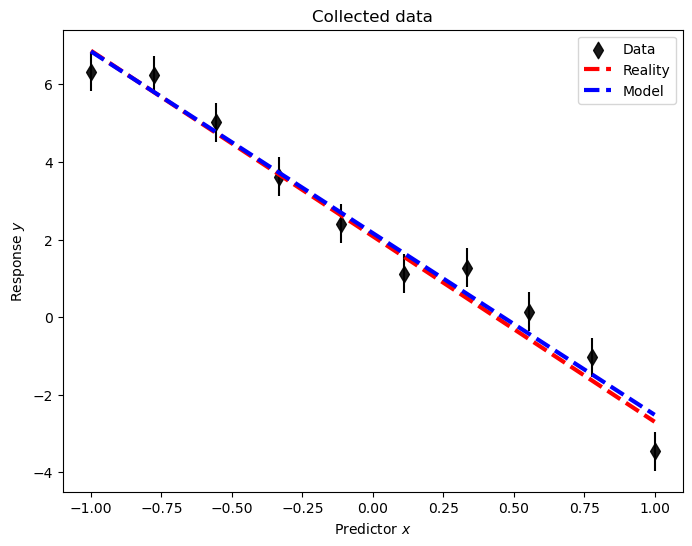 Collected data
Data
Reality
Model
Response y
6
4
2
0
−2
−4
−1.00 −0.75 −0.50 −0.25 0.00 0.25 0.50 0.75 1.00
Predictor x